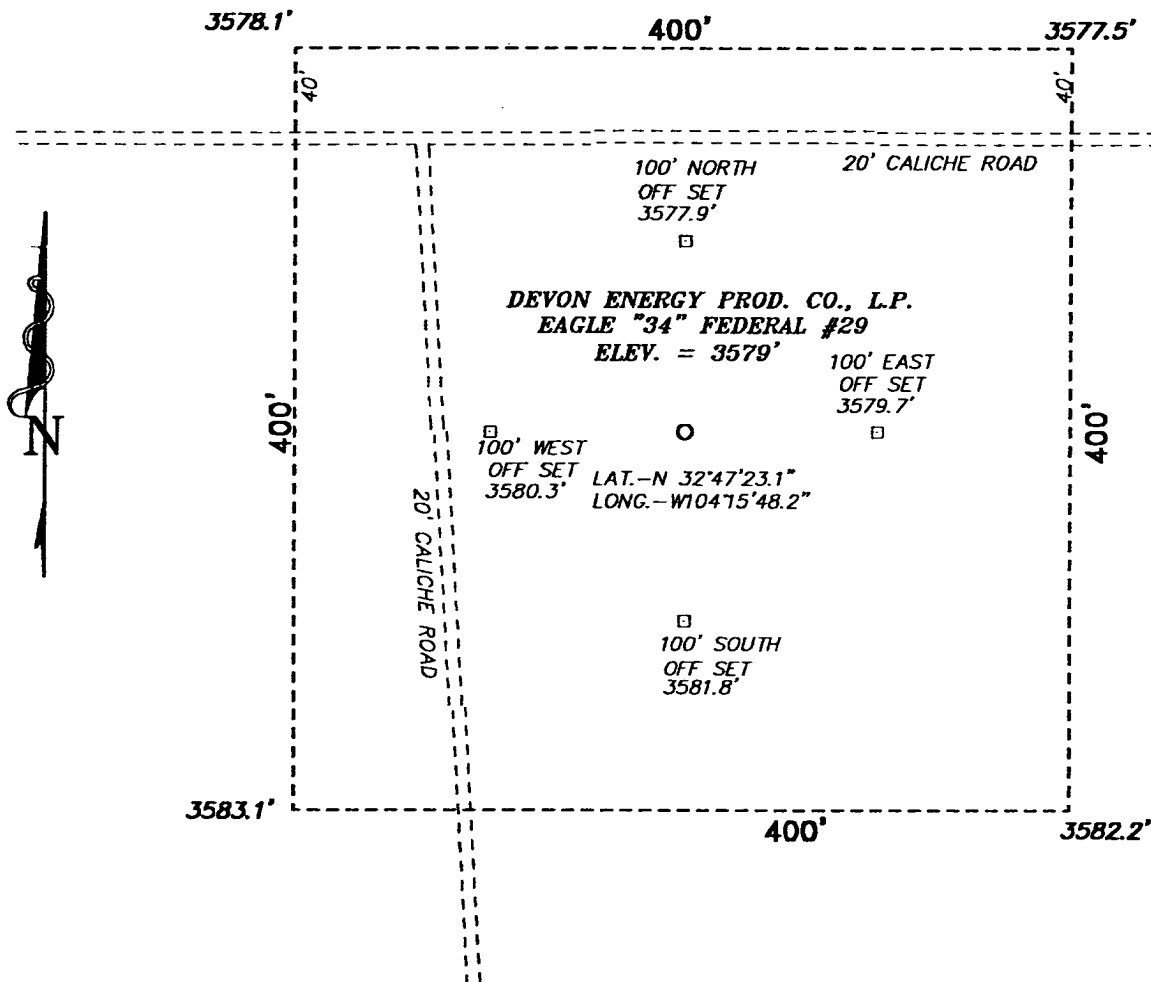 3578.1'
400'
3577.5'
40'
40'
100' NORTH
OFF SET
3577.9'
20' CALICHE ROAD
DEVON ENERGY PROD. CO., L.P.
EAGLE "34" FEDERAL #29
ELEV. = 3579'
100' EAST
OFF SET
3579.7'
N
400'
400'
100' WEST
OFF SET
3580.3'
LAT.-N 32°47'23.1"
LONG.-W104°15'48.2"
20' CALICHE ROAD
100' SOUTH
OFF SET
3581.8'
3583.1'
400'
3582.2'